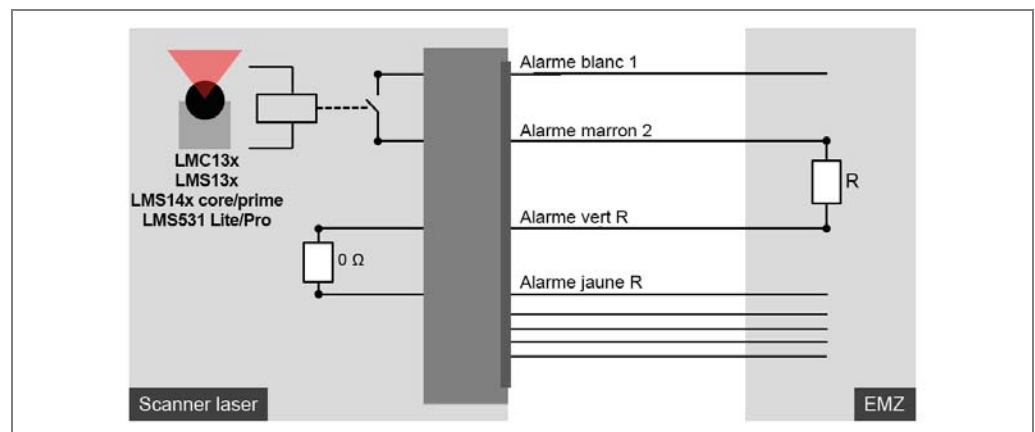 Alarme blanc 1
Alarme marron 2
LMC13x
LMS13x
LMS14x core/prime
LMS531 Lite/Pro
R
Alarme vert R
0 Ω
Alarme jaune R
Scanner laser
EMZ